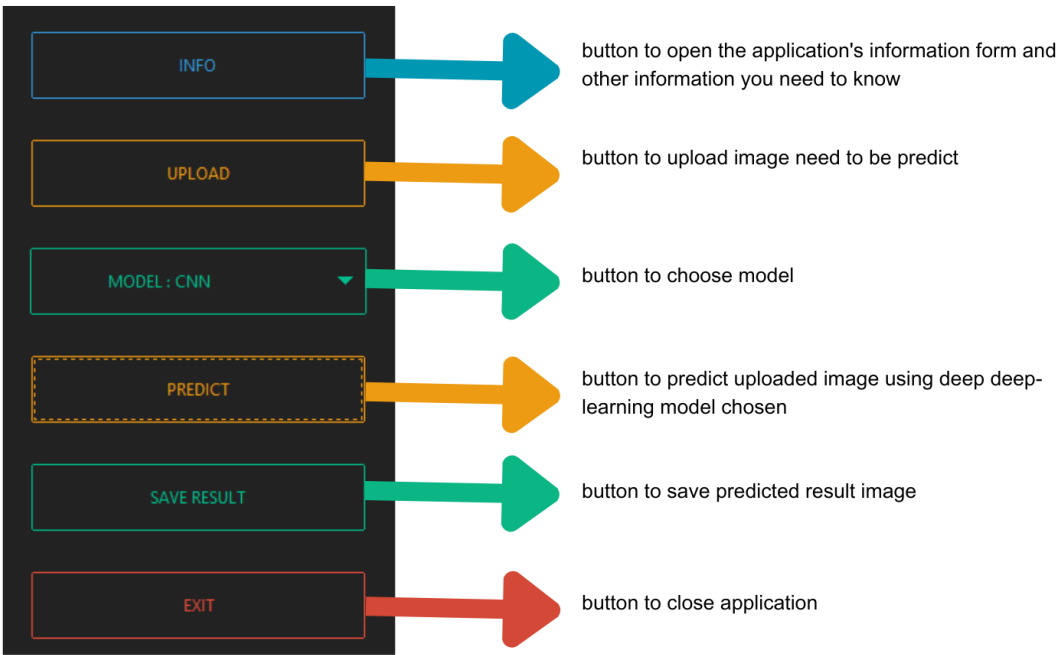 INFO
button to open the application's information form and
other information you need to know
UPLOAD
button to upload image need to be predict
MODEL : CNN
button to choose model
PREDICT
button to predict uploaded image using deep deep-
learning model chosen
SAVE RESULT
button to save predicted result image
EXIT
button to close application